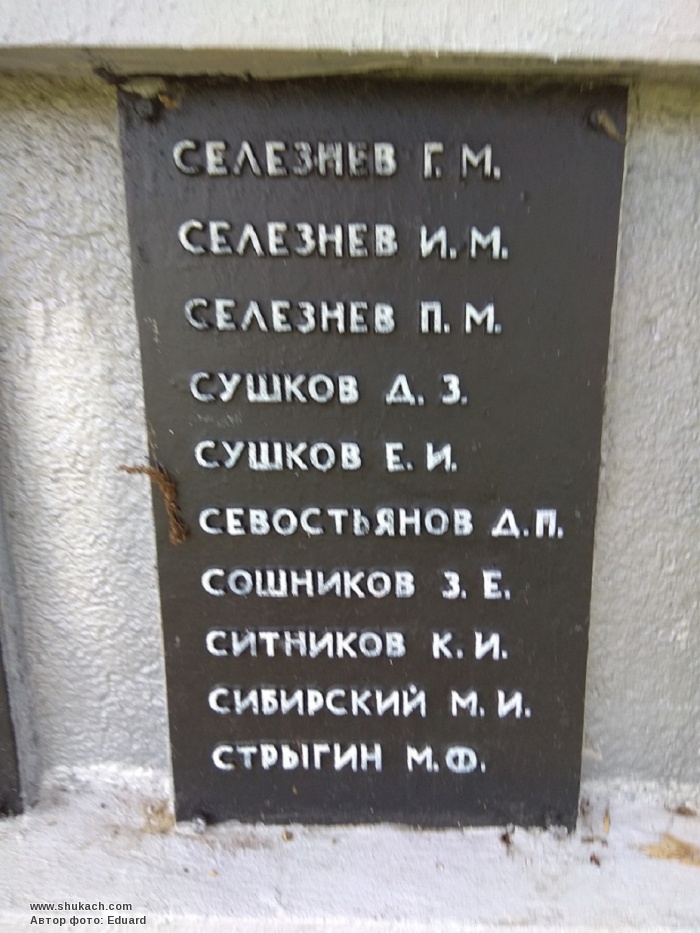 СЕЛЕЗНЕВ Г. М.
СЕЛЕЗНЕВ И. М.
СЕЛЕЗНЕВ П. М.
СУШКОВ Д. З.
СУШКОВ Е. И.
СЕВОСТЬЯНОВ Д.П.
СОШНИКОВ З. Е.
СИТНИКОВ К. И.
СИБИРСКИЙ М. И.
СТРЫГИН М.Ф.
www.shukach.com
Автор фото: Eduard